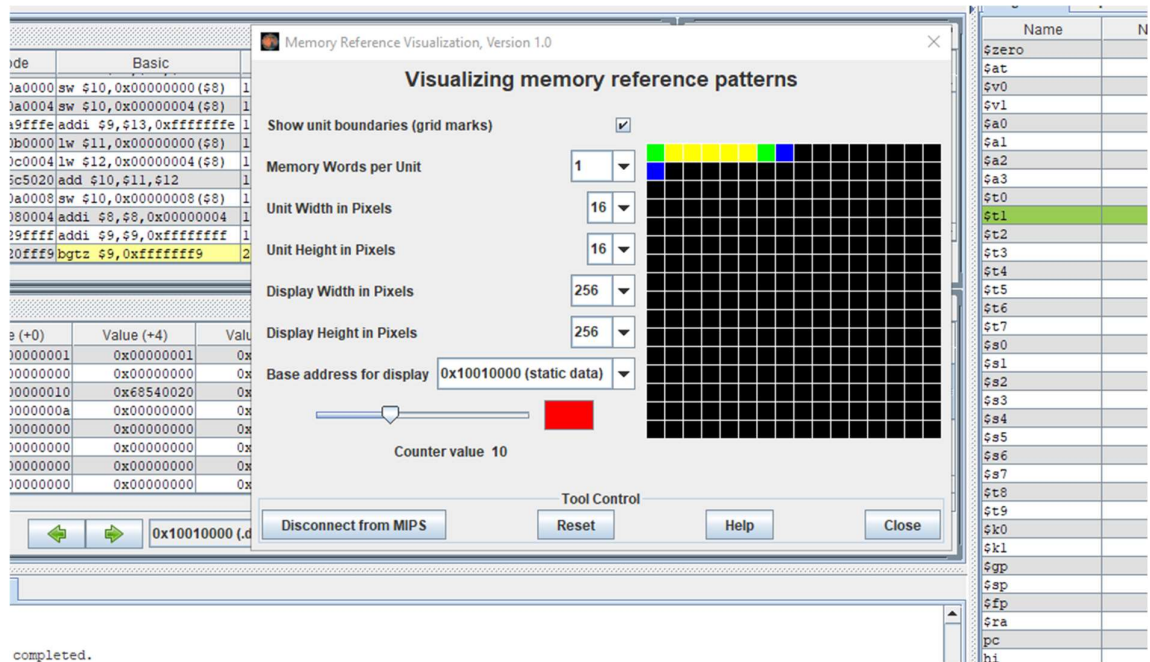 Memory Reference Visualization, Version 1.0
Visualizing memory reference patterns
Show unit boundaries (grid marks)
Memory Words per Unit 1
Unit Width in Pixels 16
Unit Height in Pixels 16
Display Width in Pixels 256
Display Height in Pixels 256
Base address for display 0x10010000 (static data)
Counter value 10
Tool Control
Disconnect from MIPS Reset Help Close
Basic
sw $10,0x00000000($8)
sw $10,0x00000004($8)
addi $9,$13,0xfffffffe
lw $11,0x00000000($8)
lw $12,0x00000004($8)
add $10,$11,$12
sw $10,0x00000008($8)
addi $8,$8,0x00000004
addi $9,$9,0xffffffff
bgtz $9,0xfffffff9
(+0) Value (+4)
0x00000001
0x00000000
0x68540020
0x00000000
0x00000000
0x00000000
0x00000000
0x00000000
0x10010000
completed.
Name
$zero
$at
$v0
$v1
$a0
$a1
$a2
$a3
$t0
$t1
$t2
$t3
$t4
$t5
$t6
$t7
$s0
$s1
$s2
$s3
$s4
$s5
$s6
$s7
$t8
$t9
$k0
$k1
$gp
$sp
$fp
$ra
pc
hi